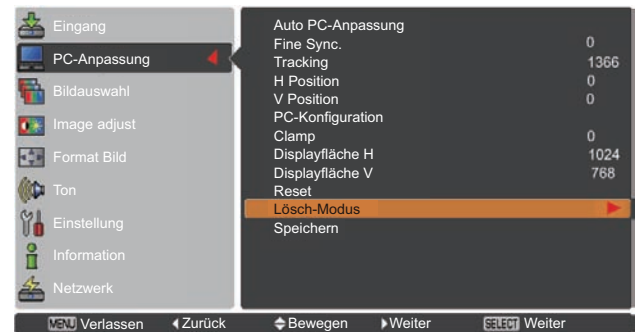 Eingang
PC-Anpassung
Bildauswahl
Image adjust
Format Bild
Ton
Einstellung
Information
Netzwerk
Auto PC-Anpassung
Fine Sync. 0
Tracking 1366
H Position 0
V Position 0
PC-Konfiguration
Clamp 0
Displayfläche H 1024
Displayfläche V 768
Reset
Lösch-Modus
Speichern
MENU Verlassen Zurück Bewegen Weiter SELECT Weiter